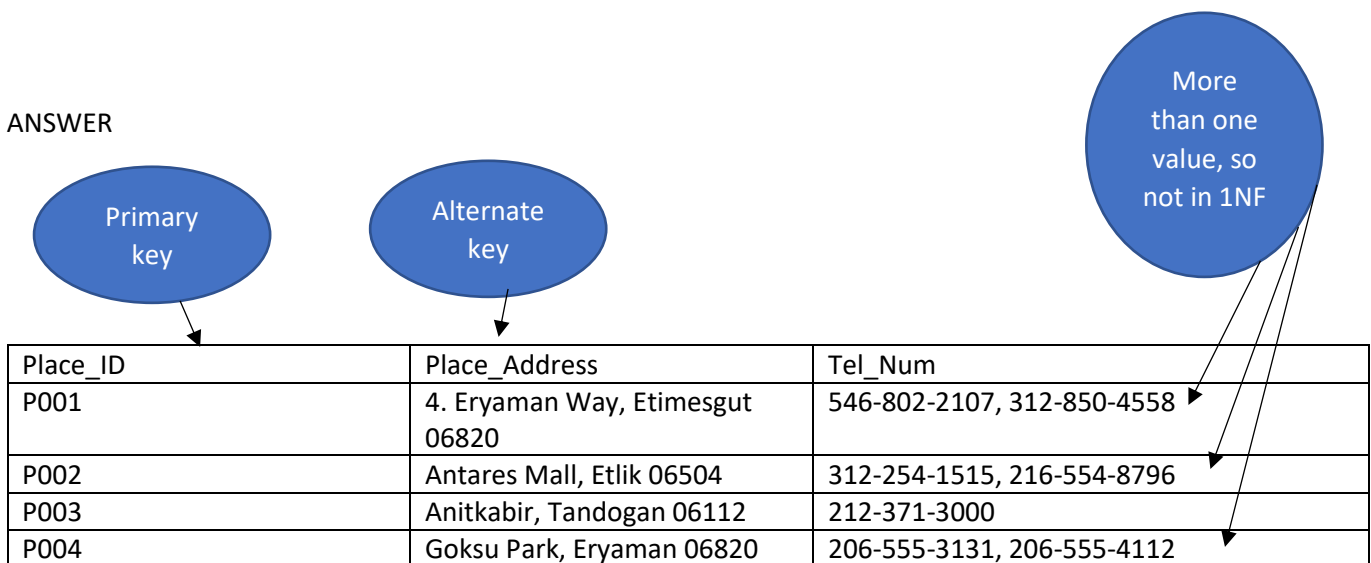 More
than one
value, so
not in 1NF
ANSWER
Primary
key
Alternate
key
Place_ID Place_Address Tel_Num
P001 4. Eryaman Way, Etimesgut 546-802-2107, 312-850-4558
06820
P002 Antares Mall, Etlik 06504 312-254-1515, 216-554-8796
P003 Anitkabir, Tandogan 06112 212-371-3000
P004 Goksu Park, Eryaman 06820 206-555-3131, 206-555-4112